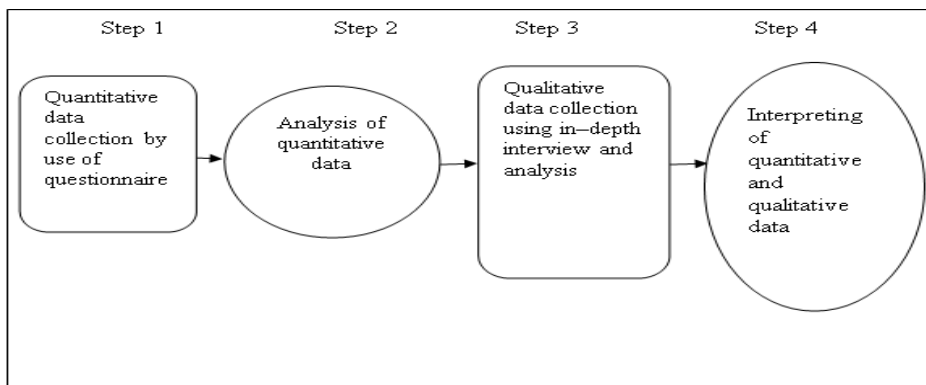 Step 1
Step 2
Step 3
Step 4
Quantitative
data
collection by
use of
questionnaire
Analysis of
quantitative
data
Qualitative
data collection
using in–depth
interview and
analysis
Interpreting
of
quantitative
and
qualitative
data